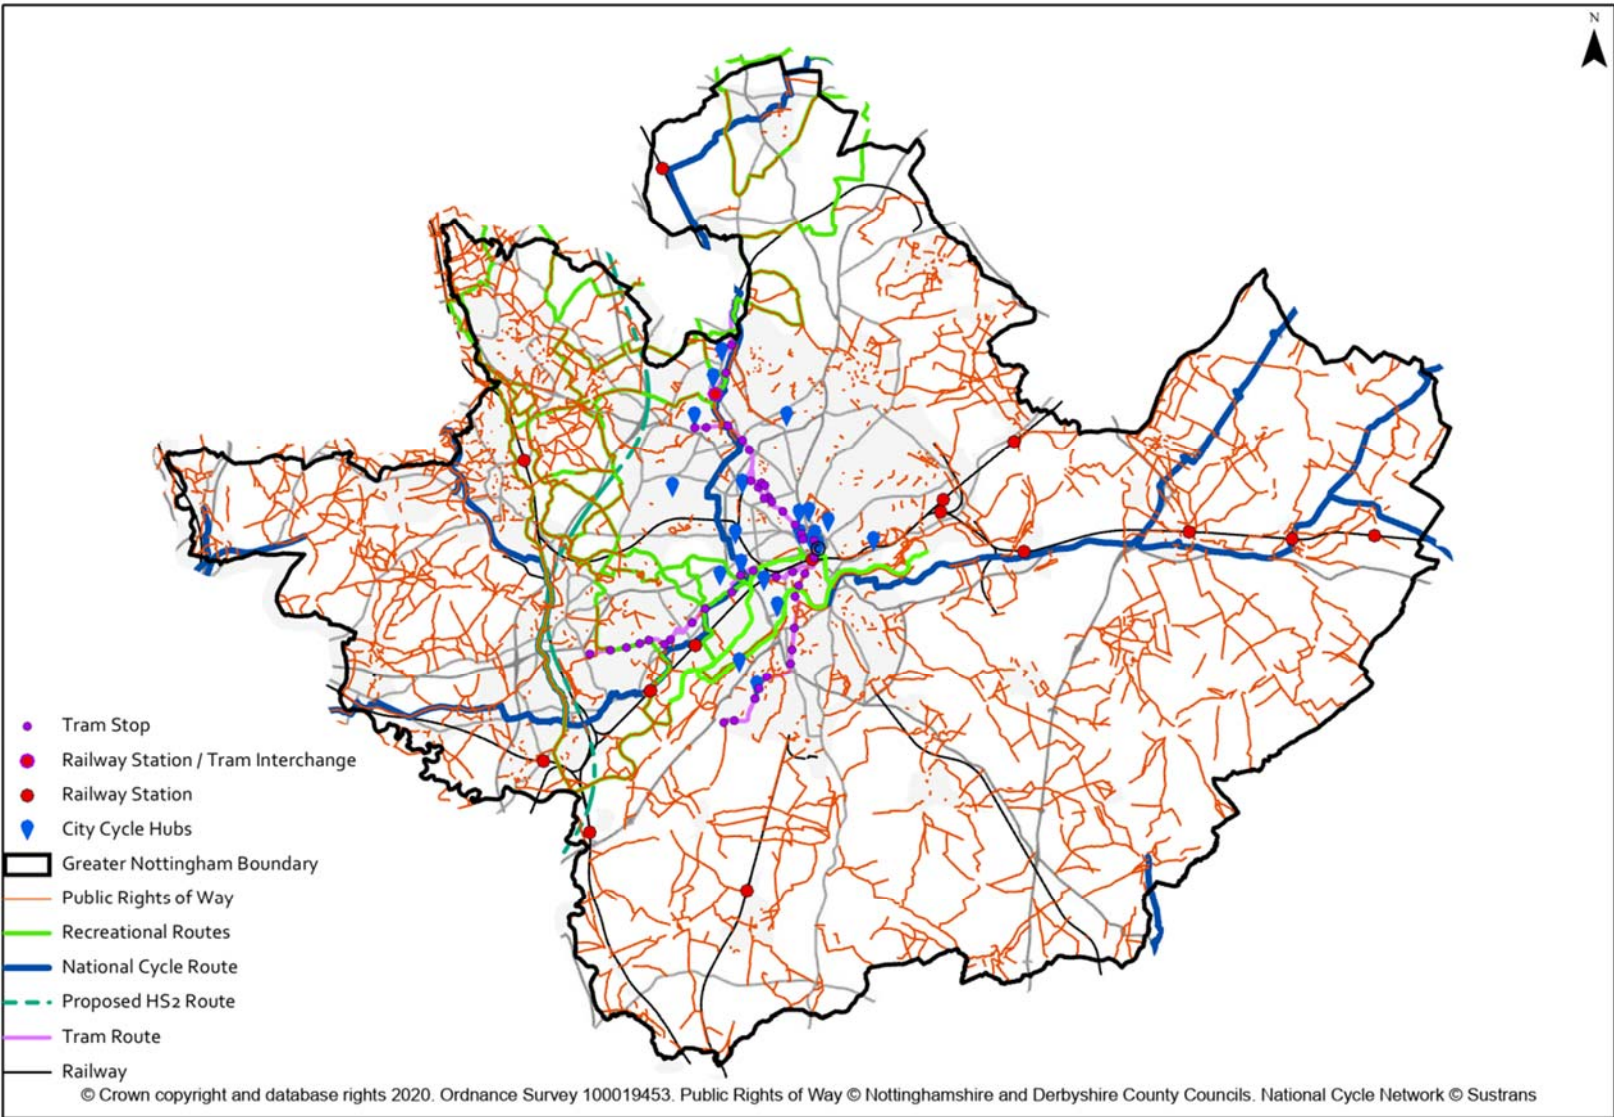 N
Tram Stop
Railway Station / Tram Interchange
Railway Station
City Cycle Hubs
Greater Nottingham Boundary
Public Rights of Way
Recreational Routes
National Cycle Route
Proposed HS2 Route
Tram Route
Railway
© Crown copyright and database rights 2020. Ordnance Survey 100019453. Public Rights of Way © Nottinghamshire and Derbyshire County Councils. National Cycle Network © Sustrans